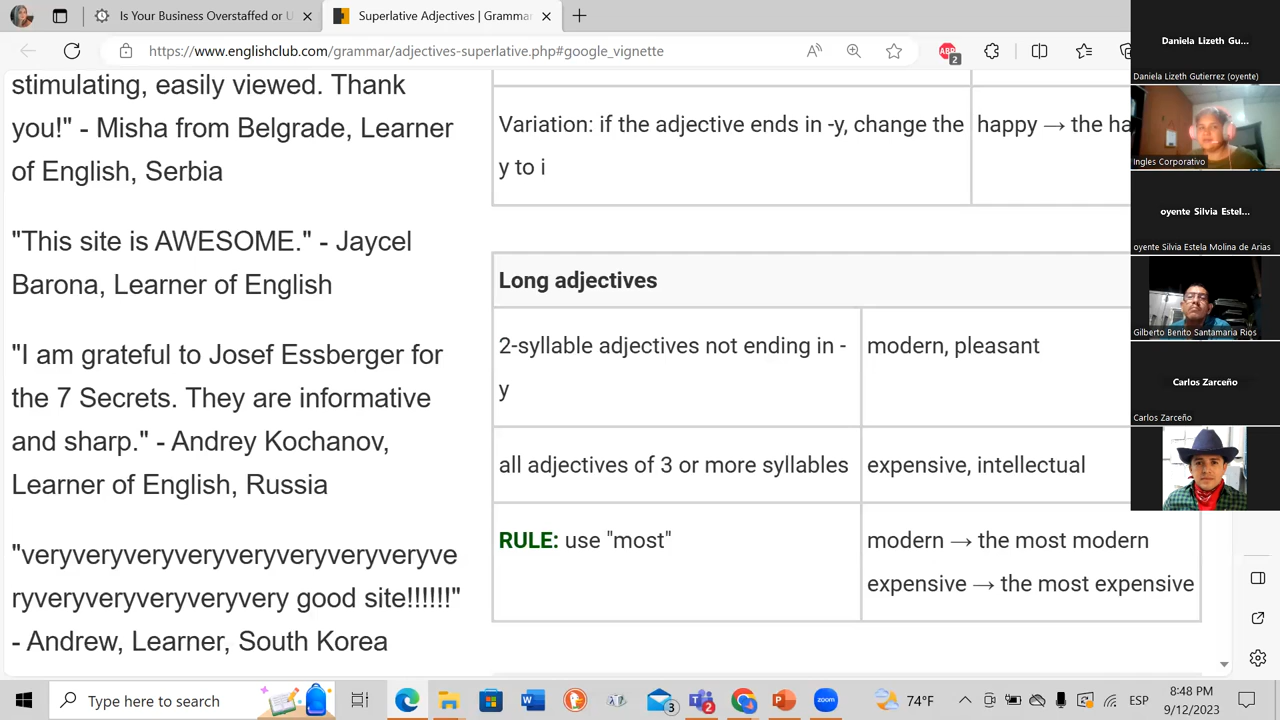 Is Your Business Overstaffed or U
Superlative Adjectives | Gramma
https://www.englishclub.com/grammar/adjectives-superlative.php#google_vignette
2
stimulating, easily viewed. Thank
you!" - Misha from Belgrade, Learner
of English, Serbia
"This site is AWESOME." - Jaycel
Barona, Learner of English
"I am grateful to Josef Essberger for
the 7 Secrets. They are informative
and sharp." - Andrey Kochanov,
Learner of English, Russia
"veryveryveryveryveryveryveryveryve
ryveryveryveryveryvery good site!!!!!!"
- Andrew, Learner, South Korea
Variation: if the adjective ends in -y, change the
y to i
happy → the ha
Long adjectives
2-syllable adjectives not ending in -
y
modern, pleasant
all adjectives of 3 or more syllables
expensive, intellectual
RULE: use "most"
modern → the most modern
expensive → the most expensive
Daniela Lizeth Gu...
Daniela Lizeth Gutierrez (oyente)
Ingles Corporativo
oyente Silvia Estel...
oyente Silvia Estela Molina de Arias
Gilberto Benito Santamaria Rios
Carlos Zarceño
Carlos Zarceño
Type here to search
3
2
zoom
74°F
ESP
8:48 PM
9/12/2023